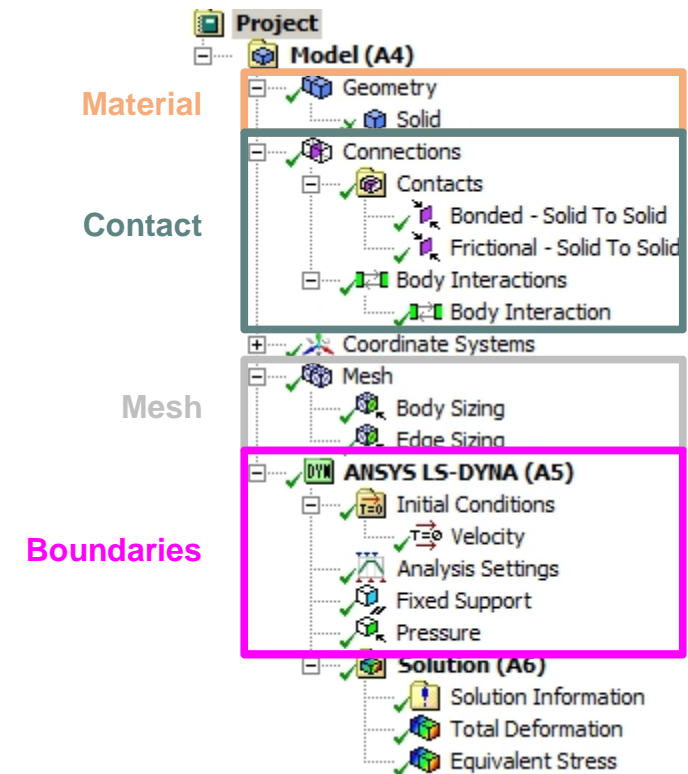 Project
Model (A4)
Material
Geometry
Solid
Connections
Contacts
Contact
Bonded - Solid To Solid
Frictional - Solid To Solid
Body Interactions
Body Interaction
Coordinate Systems
Mesh
Mesh
Body Sizing
Edge Sizing
DYN ANSYS LS-DYNA (A5)
T=0 Initial Conditions
Boundaries
T=0 Velocity
Analysis Settings
Fixed Support
Pressure
Solution (A6)
Solution Information
Total Deformation
Equivalent Stress